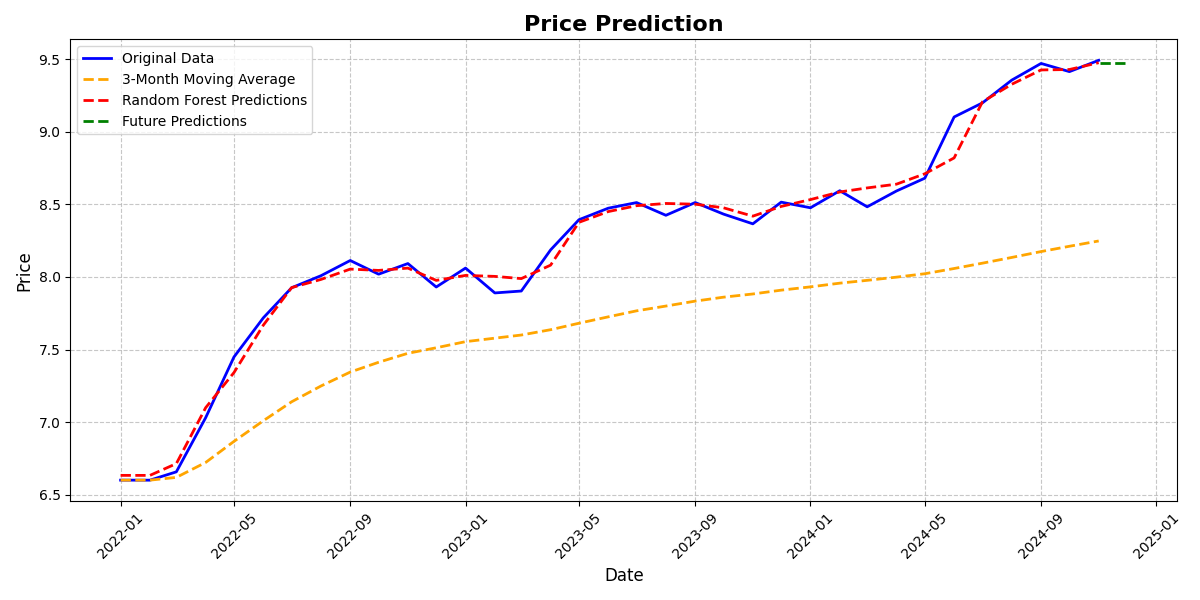 Price Prediction
Original Data
3-Month Moving Average
Random Forest Predictions
Future Predictions
Price
9.5
9.0
8.5
8.0
7.5
7.0
6.5
2022-01
2022-05
2022-09
2023-01
2023-05
2023-09
2024-01
2024-05
2024-09
2025-01
Date